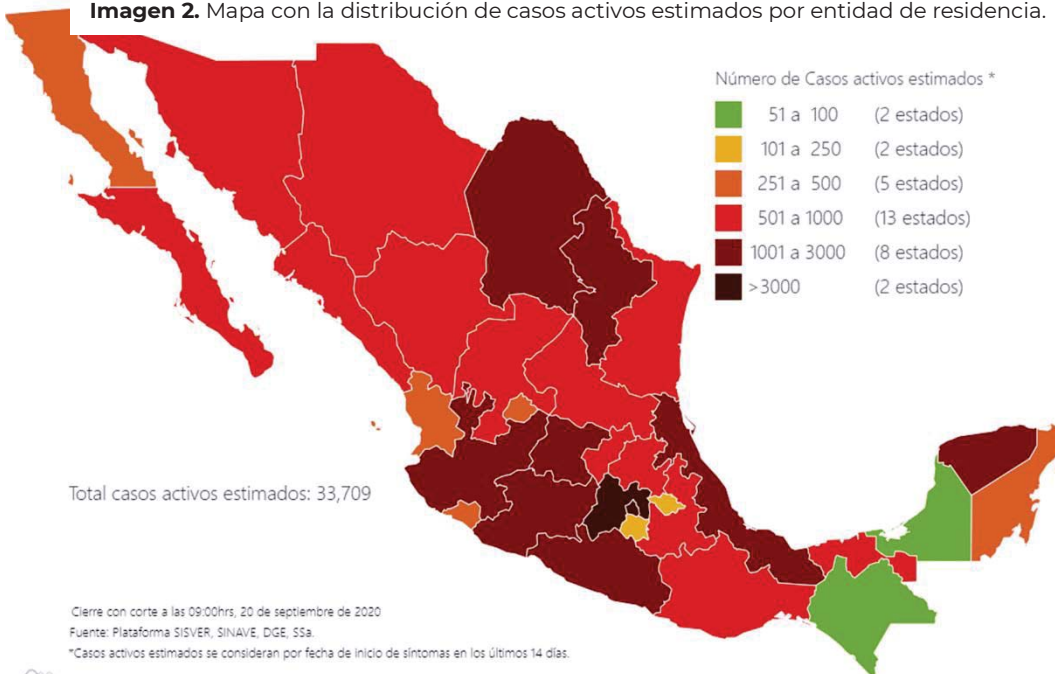 Imagen 2. Mapa con la distribución de casos activos estimados por entidad de residencia.
Número de Casos activos estimados *
51 a 100 (2 estados)
101 a 250 (2 estados)
251 a 500 (5 estados)
501 a 1000 (13 estados)
1001 a 3000 (8 estados)
>3000 (2 estados)
Total casos activos estimados: 33,709
Cierre con corte a las 09:00hrs, 20 de septiembre de 2020
Fuente: Plataforma SISVER, SINAVE, DGE, SSa.
*Casos activos estimados se consideran por fecha de inicio de síntomas en los últimos 14 días.